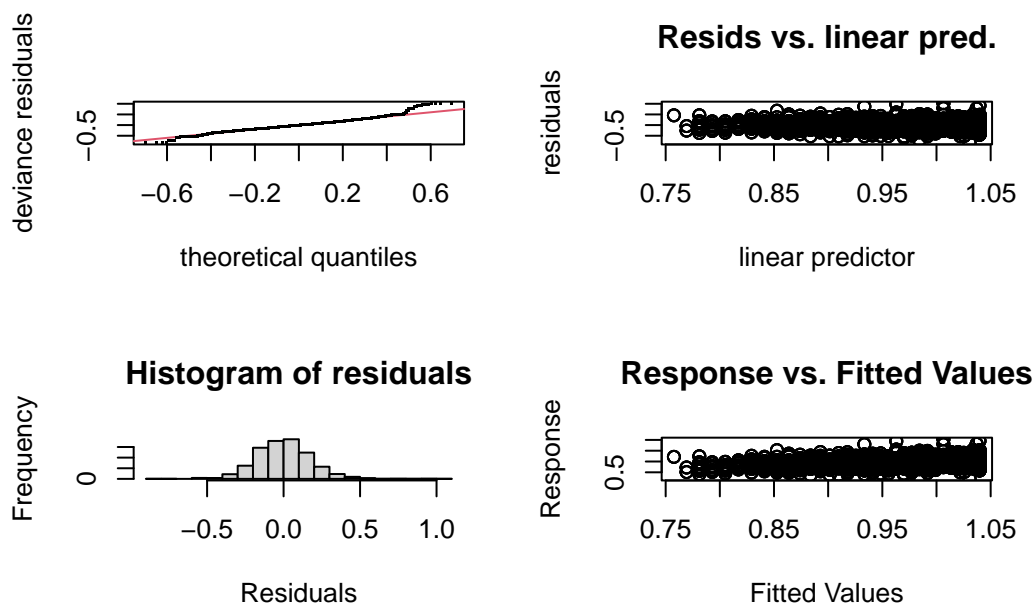 deviance residuals
−0.5
−0.6 −0.2 0.2 0.6
theoretical quantiles
Resids vs. linear pred.
residuals
−0.5
0.75 0.85 0.95 1.05
linear predictor
Histogram of residuals
Frequency
0
−0.5 0.0 0.5 1.0
Residuals
Response vs. Fitted Values
Response
0.5
0.75 0.85 0.95 1.05
Fitted Values